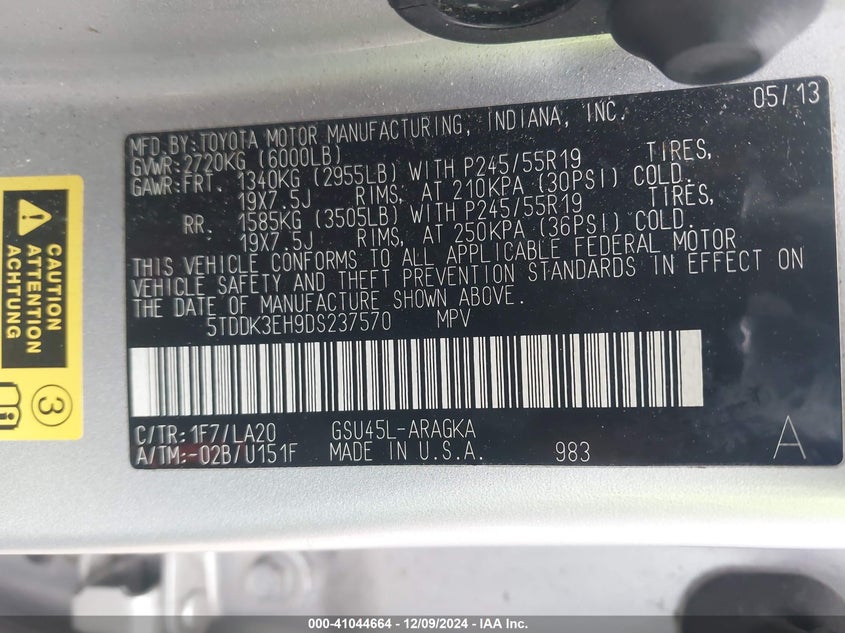 05/13
MFD.BY:TOYOTA MOTOR MANUFACTURING, INDIANA, INC.
GVWR:2720KG (6000LB)
GAWR:FRT. 1340KG (2955LB) WITH P245/55R19 TIRES,
19X7.5J RIMS, AT 210KPA (30PSI) COLD.
RR. 1585KG (3505LB) WITH P245/55R19 TIRES,
19X7.5J RIMS, AT 250KPA (36PSI) COLD.
THIS VEHICLE CONFORMS TO ALL APPLICABLE FEDERAL MOTOR
VEHICLE SAFETY AND THEFT PREVENTION STANDARDS IN EFFECT ON
THE DATE OF MANUFACTURE SHOWN ABOVE.
5TDDK3EH9DS237570 MPV
C/TR:1F7/LA20 GSU45L-ARAGKA
A/TM:-02B/U151F MADE IN U.S.A. 983 A
CAUTION
ATTENTION
ACHTUNG
3
000-41044664 - 12/09/2024 - IAA Inc.